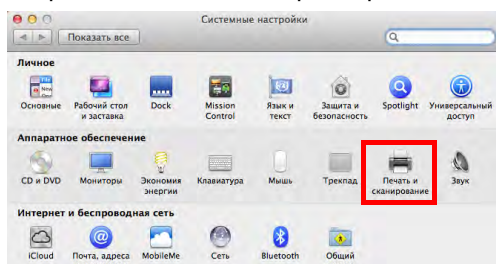 Системные настройки
Показать все
Личное
Основные
Рабочий стол и заставка
Dock
Mission Control
Язык и текст
Защита и безопасность
Spotlight
Универсальный доступ
Аппаратное обеспечение
CD и DVD
Мониторы
Экономия энергии
Клавиатура
Мышь
Трекпад
Печать и сканирование
Звук
Интернет и беспроводная сеть
iCloud
Почта, адреса
MobileMe
Сеть
Bluetooth
Общий